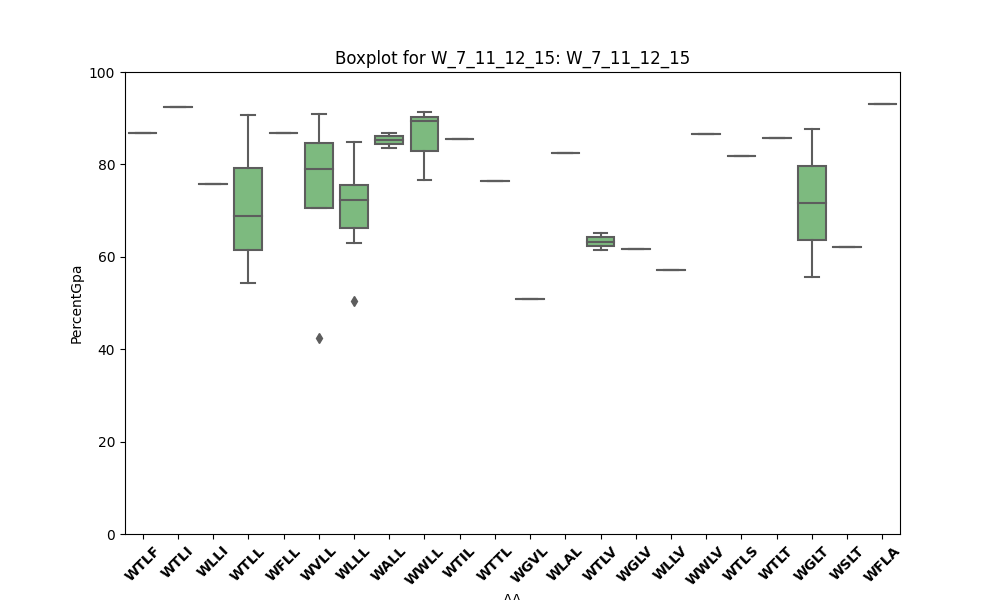 Boxplot for W_7_11_12_15: W_7_11_12_15
100
80
60
40
20
0
PercentGpa
WTLF
WTLI
WLLI
WTLL
WFLL
WVLL
WLLL
WALL
WWLL
WTIL
WTTL
WGVL
WLAL
WTLV
WGLV
WLLV
WWLV
WTLS
WTLT
WGLT
WSLT
WFLA
AA